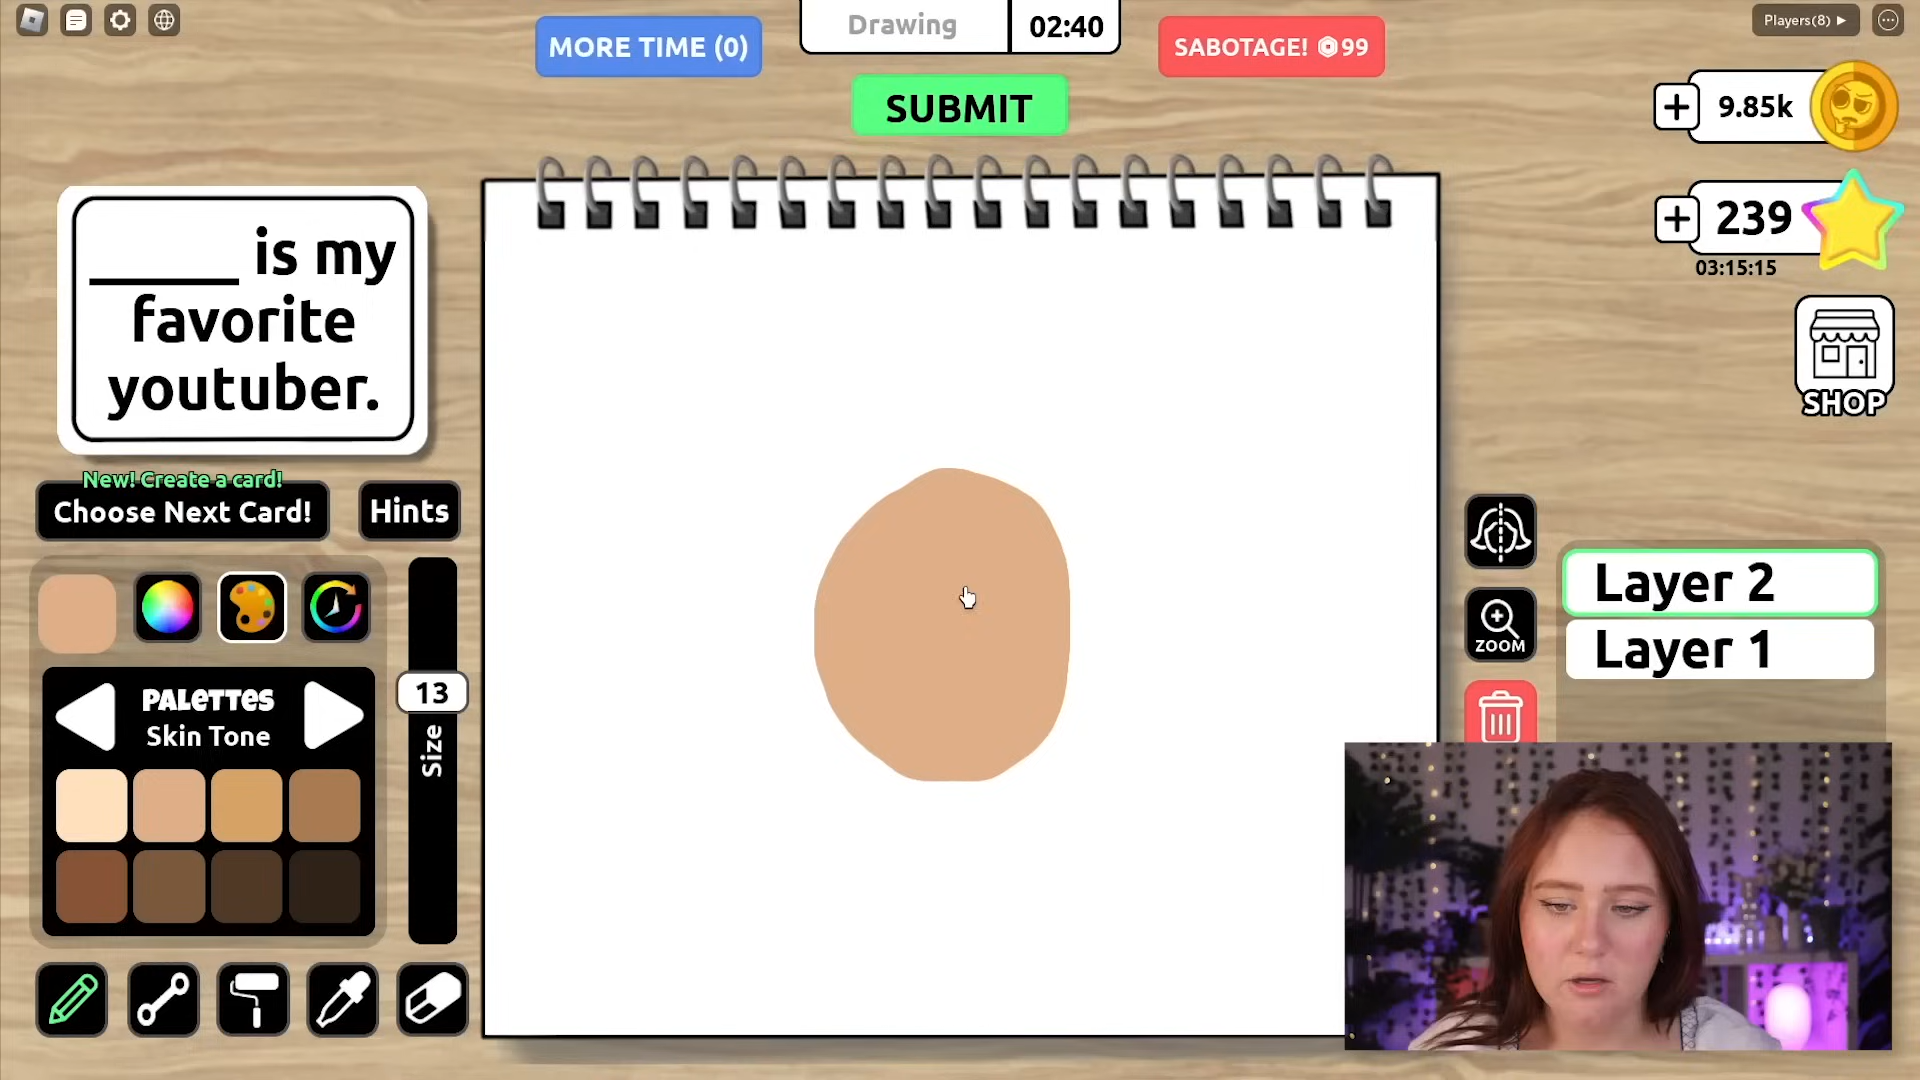 Players(8)
Drawing
02:40
MORE TIME (0)
SABOTAGE! 99
SUBMIT
9.85k
239
03:15:15
SHOP
_____ is my
favorite
youtuber.
New! Create a card!
Choose Next Card!
Hints
PALETTES
Skin Tone
13
Size
ZOOM
Layer 2
Layer 1